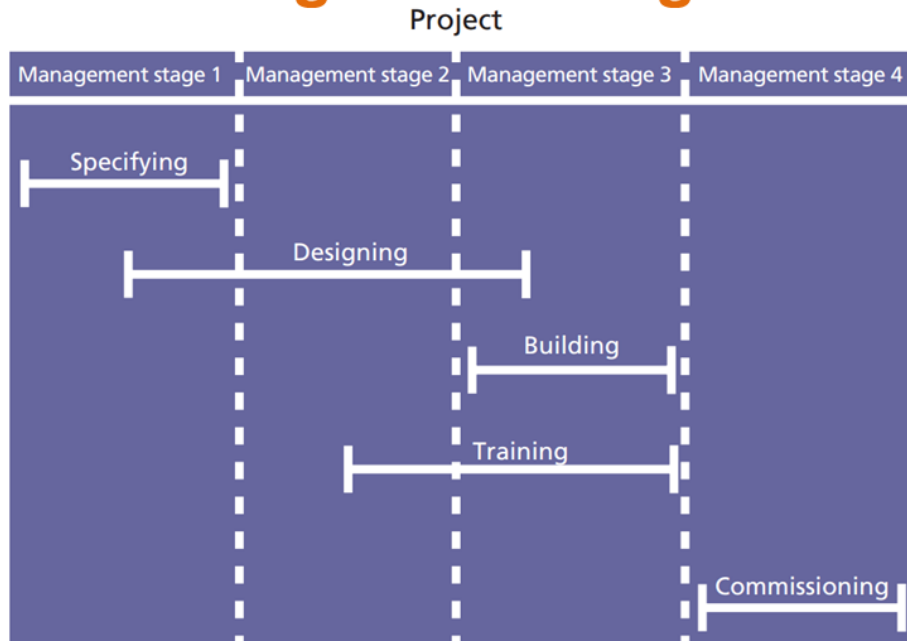 Project
Management stage 1 Management stage 2 Management stage 3 Management stage 4
Specifying
Designing
Building
Training
Commissioning